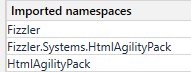 Imported namespaces
Fizzler
Fizzler.Systems.HtmlAgilityPack
HtmlAgilityPack